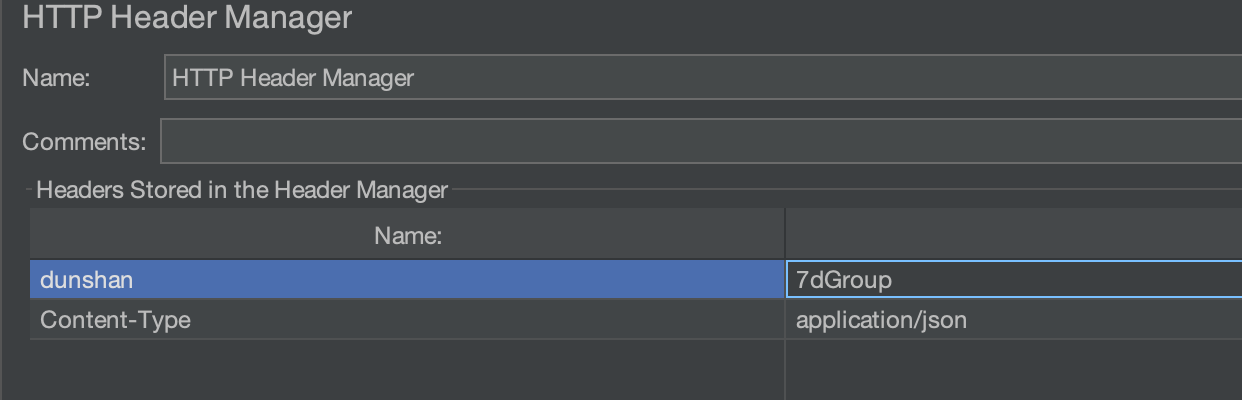 HTTP Header Manager
Name: HTTP Header Manager
Comments:
Headers Stored in the Header Manager
Name:
dunshan 7dGroup
Content-Type application/json